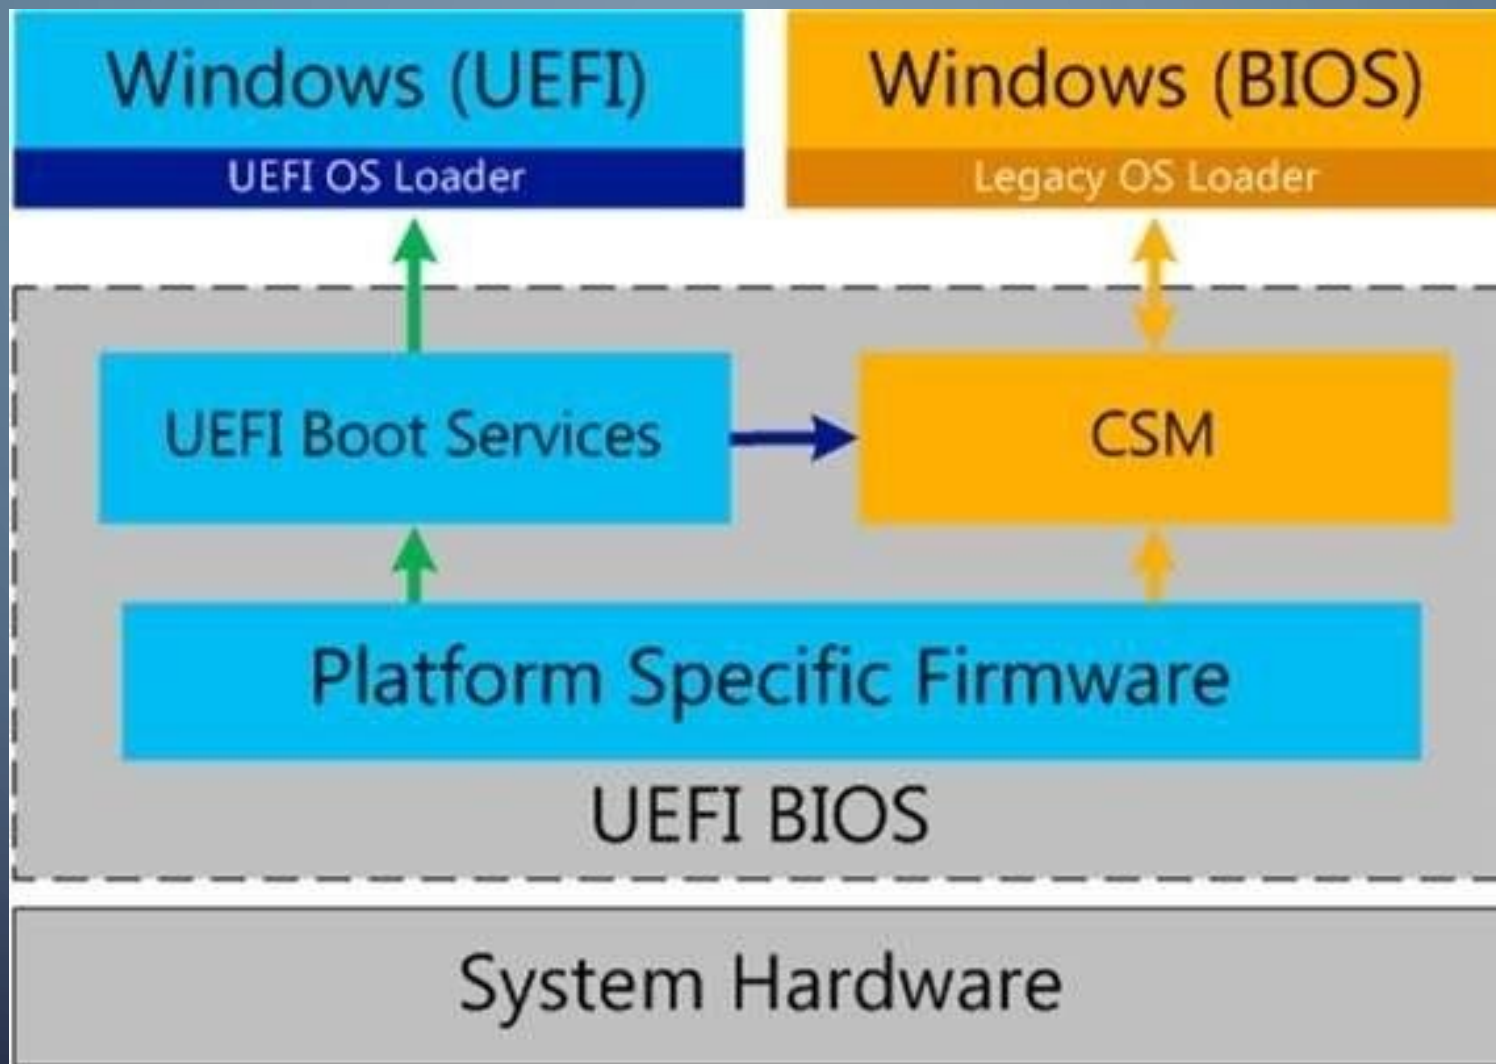 Windows (UEFI)
UEFI OS Loader
Windows (BIOS)
Legacy OS Loader
UEFI Boot Services
CSM
Platform Specific Firmware
UEFI BIOS
System Hardware